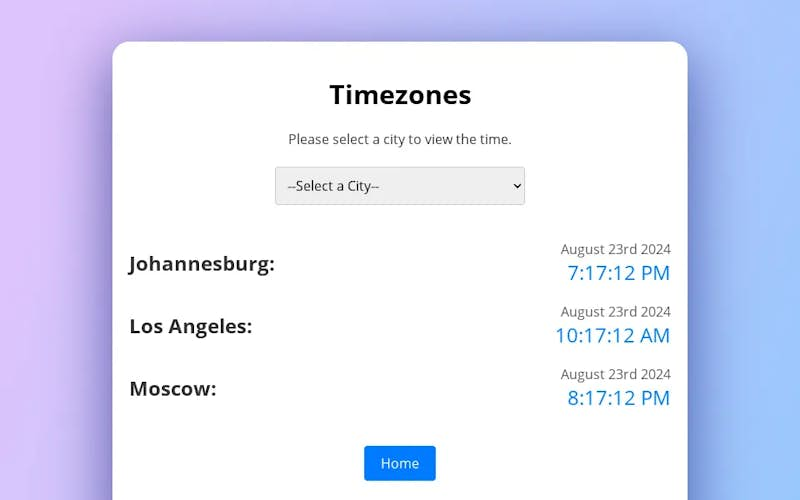 Timezones
Please select a city to view the time.
--Select a City--
Johannesburg:
August 23rd 2024
7:17:12 PM
Los Angeles:
August 23rd 2024
10:17:12 AM
Moscow:
August 23rd 2024
8:17:12 PM
Home